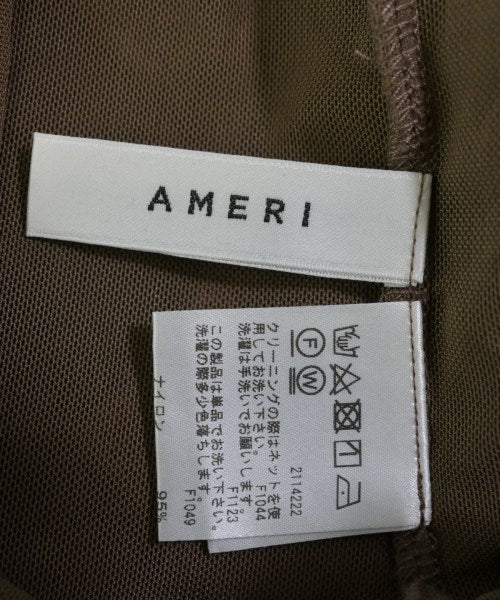 AMERI
F W
2114222
クリーニングの際はネットを使
用してお洗い下さい。 F1044
洗濯は手洗いでお願いします。
F1123
この製品は単品でお洗い下さい。
洗濯の際多少色落ちします。
F1049
ナイロン 95%